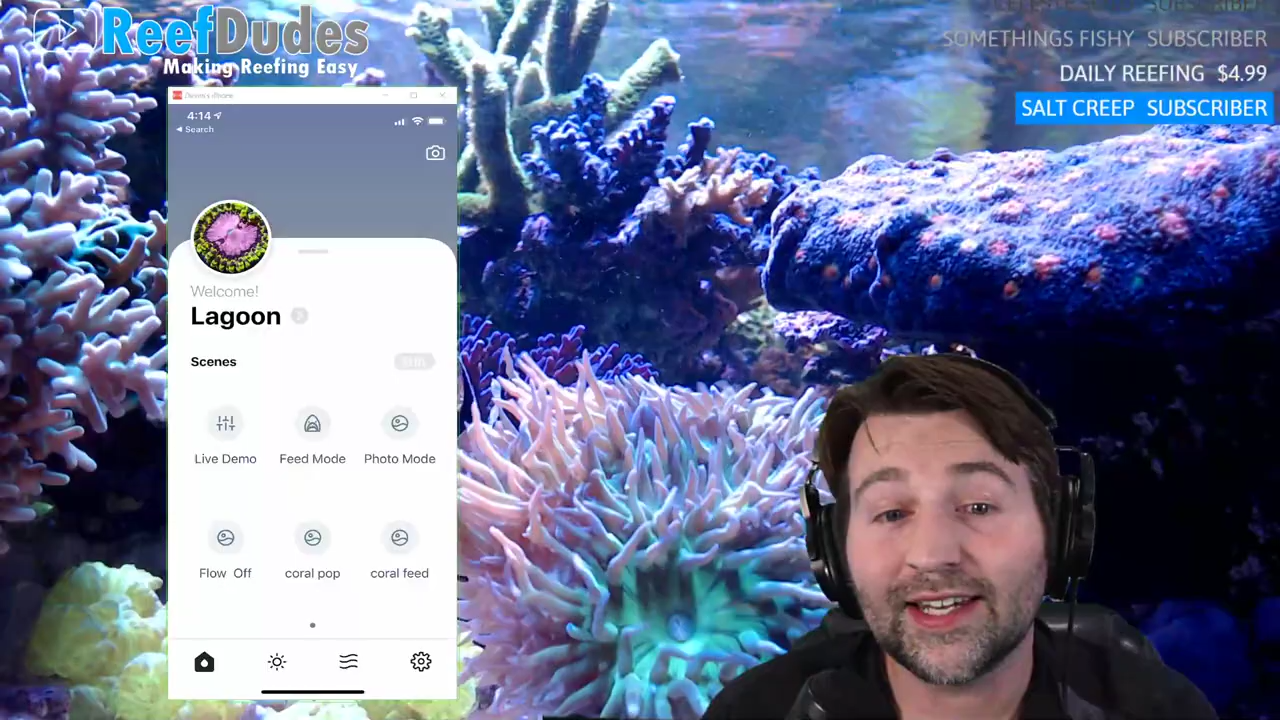 ReefDudes
Making Reefing Easy
SOMETHINGS FISHY SUBSCRIBER
DAILY REEFING $4.99
SALT CREEP SUBSCRIBER
4:14
Search
Welcome!
Lagoon
Scenes
Live Demo
Feed Mode
Photo Mode
Flow Off
coral pop
coral feed